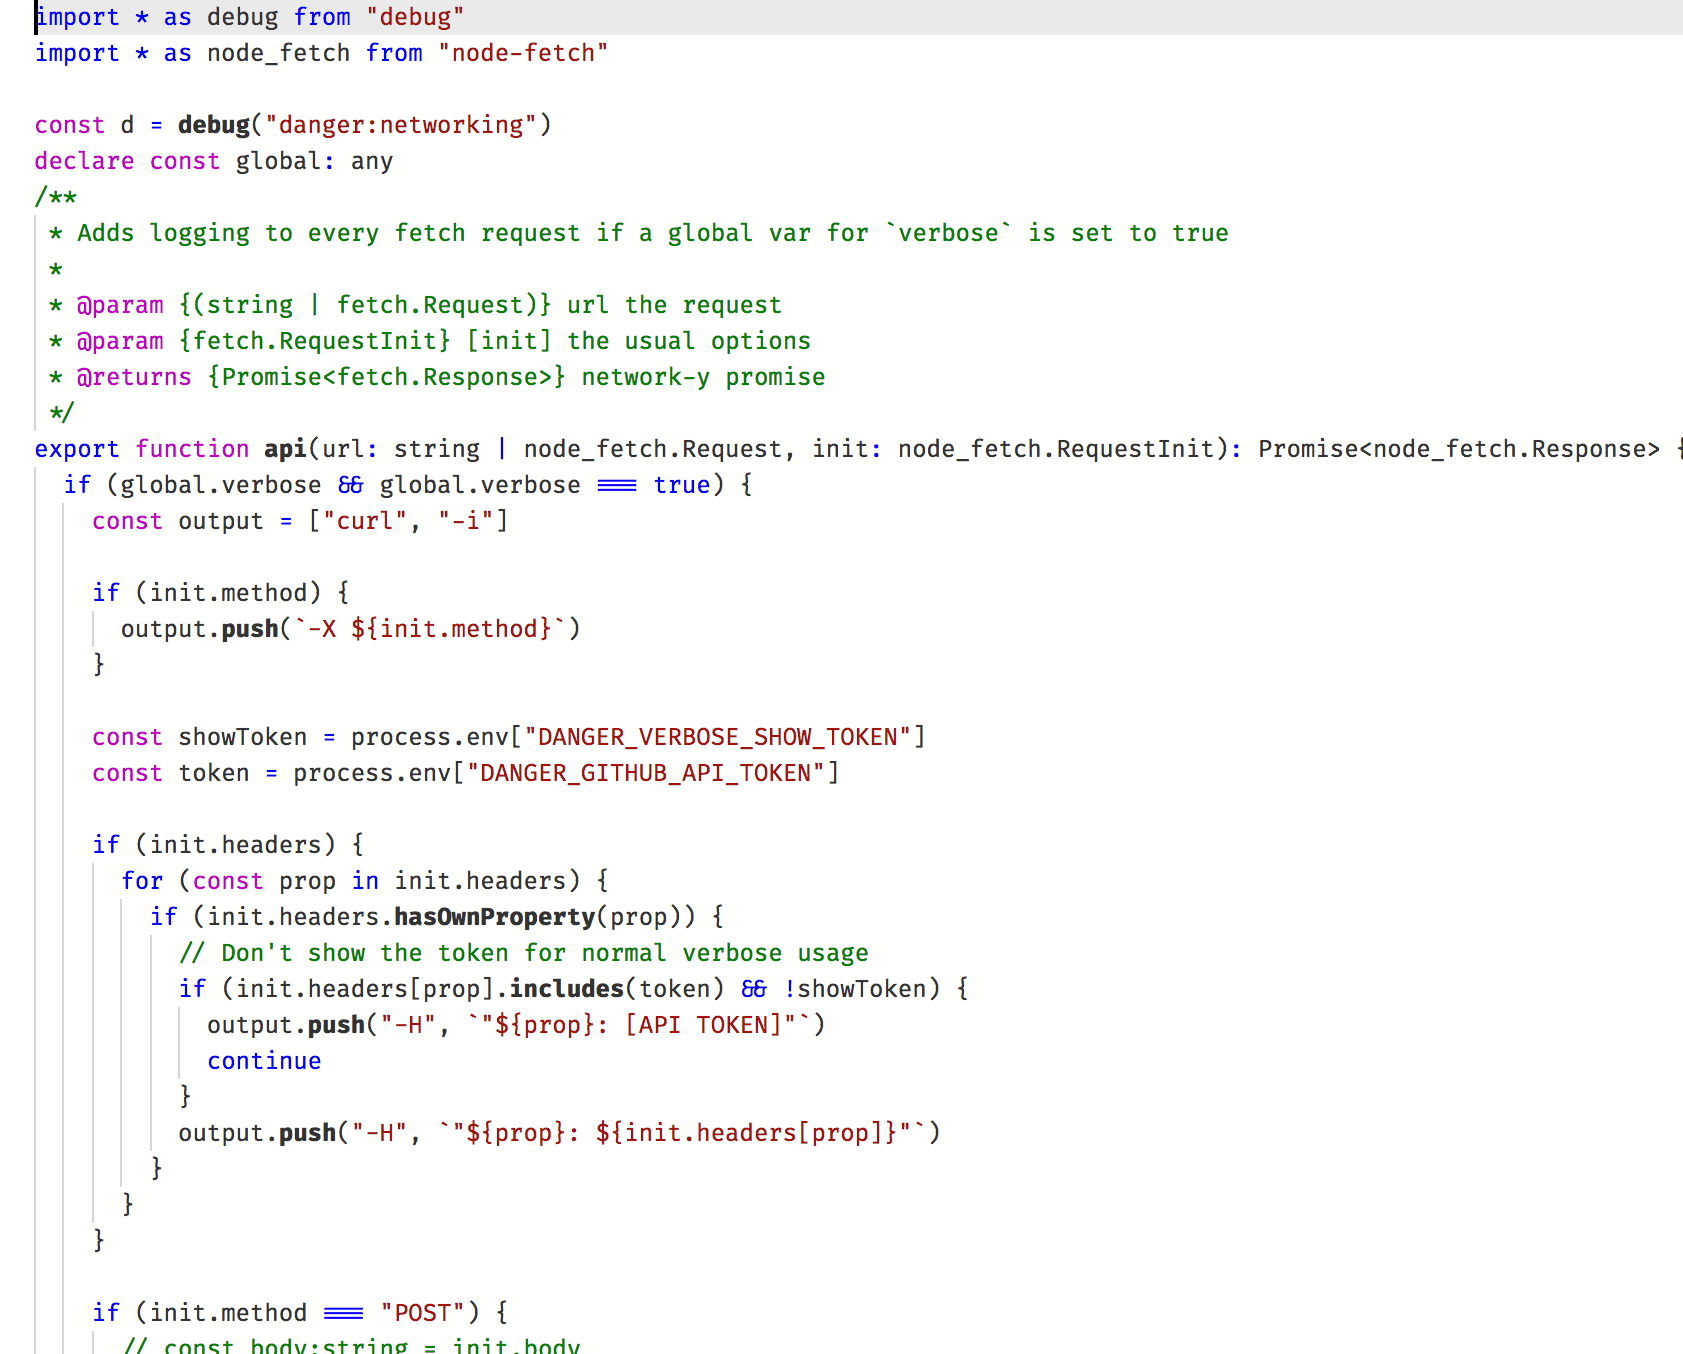 import * as debug from "debug"
import * as node_fetch from "node-fetch"

const d = debug("danger:networking")
declare const global: any
/**
 * Adds logging to every fetch request if a global var for `verbose` is set to true
 *
 * @param {(string | fetch.Request)} url the request
 * @param {fetch.RequestInit} [init] the usual options
 * @returns {Promise<fetch.Response>} network-y promise
 */
export function api(url: string | node_fetch.Request, init: node_fetch.RequestInit): Promise<node_fetch.Response> {
  if (global.verbose && global.verbose === true) {
    const output = ["curl", "-i"]

    if (init.method) {
      output.push(`-X ${init.method}`)
    }

    const showToken = process.env["DANGER_VERBOSE_SHOW_TOKEN"]
    const token = process.env["DANGER_GITHUB_API_TOKEN"]

    if (init.headers) {
      for (const prop in init.headers) {
        if (init.headers.hasOwnProperty(prop)) {
          // Don't show the token for normal verbose usage
          if (init.headers[prop].includes(token) && !showToken) {
            output.push("-H", `"${prop}: [API TOKEN]"`)
            continue
          }
          output.push("-H", `"${prop}: ${init.headers[prop]}"`)
        }
      }
    }

    if (init.method === "POST") {
      // const body:string = init.body